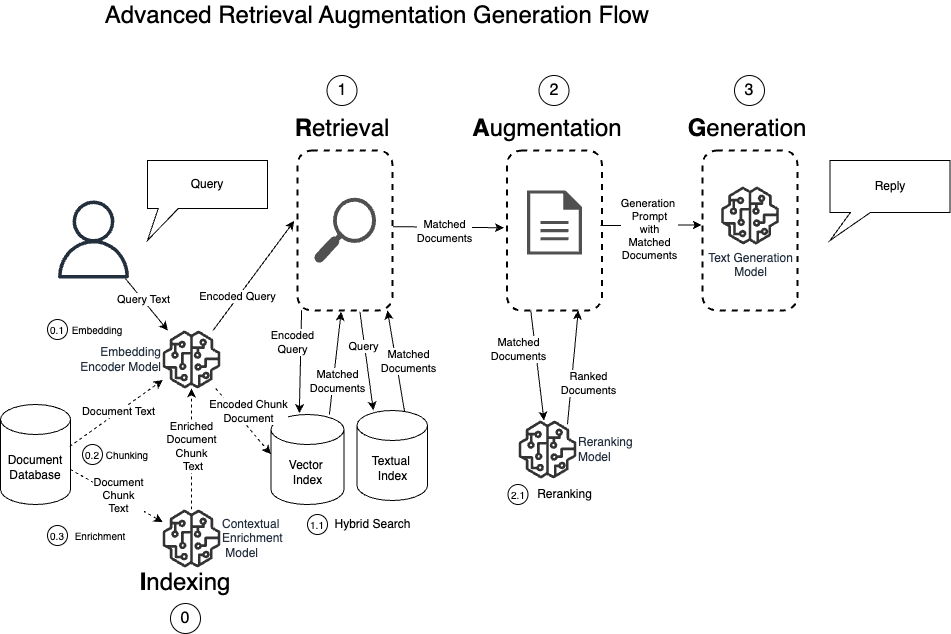 Advanced Retrieval Augmentation Generation Flow
1
Retrieval
2
Augmentation
3
Generation
Query
Reply
Query Text
Encoded Query
Matched
Documents
Generation
Prompt
with
Matched
Documents
Text Generation
Model
0.1
Embedding
Embedding
Encoder Model
Encoded
Query
Matched
Documents
Query
Matched
Documents
Matched
Documents
Ranked
Documents
Document Text
Encoded Chunk
Document
Enriched
Document
Chunk
Text
Document
Database
0.2
Chunking
Document
Chunk
Text
0.3
Enrichment
Vector
Index
Textual
Index
1.1
Hybrid Search
Reranking
Model
2.1
Reranking
Contextual
Enrichment
Model
Indexing
0